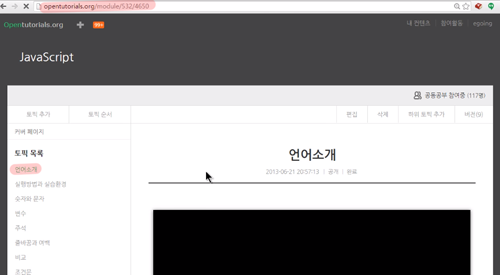 opentutorials.org/module/532/4650
Opentutorials.org
99+
내 컨텐츠 | 참여활동 | egoing
JavaScript
공동공부 참여중 (117명)
토픽 추가 토픽 순서 편집 삭제 하위 토픽 추가 버전(9)
커버 페이지
토픽 목록
언어소개
언어소개
2013-06-21 20:57:13 | 공개 | 완료
실행방법과 실습환경
숫자와 문자
변수
주석
줄바꿈과 여백
비교
조건문